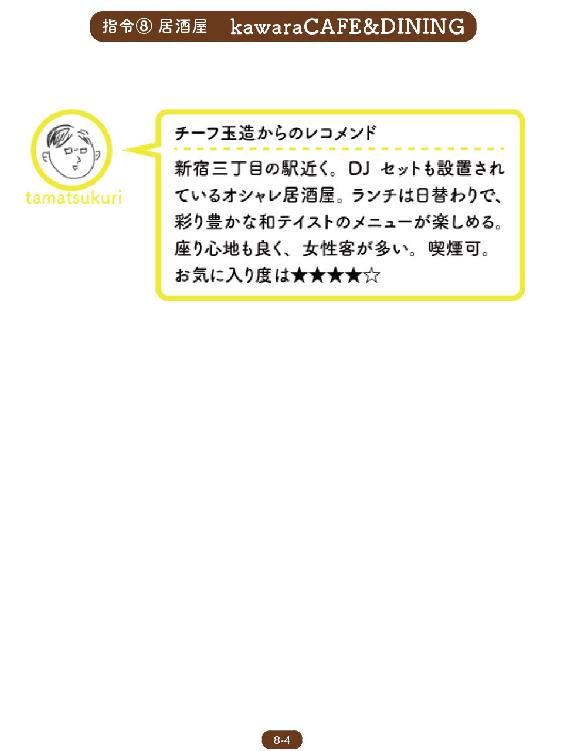 指令⑧ 居酒屋 kawaraCAFE&DINING
チーフ玉造からのレコメンド
tamatsukuri
新宿三丁目の駅近く。DJ セットも設置され
ているオシャレ居酒屋。ランチは日替わりで、
彩り豊かな和テイストのメニューが楽しめる。
座り心地も良く、女性客が多い。喫煙可。
お気に入り度は★★★★☆
8-4